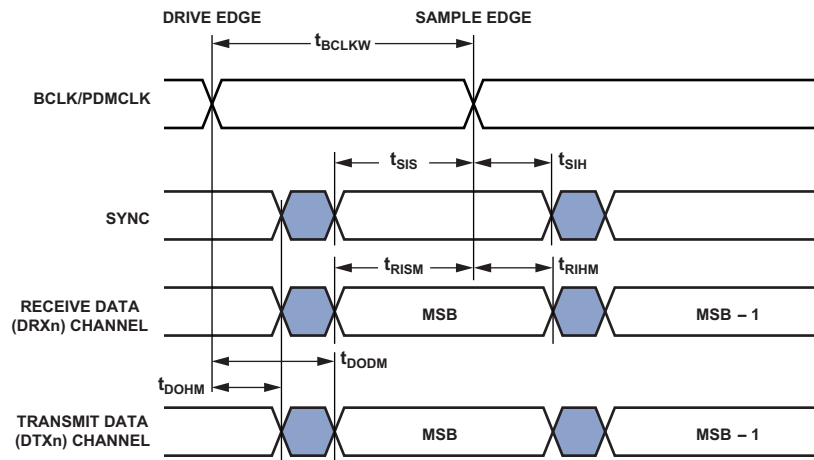 DRIVE EDGE
SAMPLE EDGE
tBCLKW
BCLK/PDMCLK
tSIS
tSIH
SYNC
tRISM
tRIHM
RECEIVE DATA
(DRXn) CHANNEL
MSB
MSB – 1
tDODM
tDOHM
TRANSMIT DATA
(DTXn) CHANNEL
MSB
MSB – 1